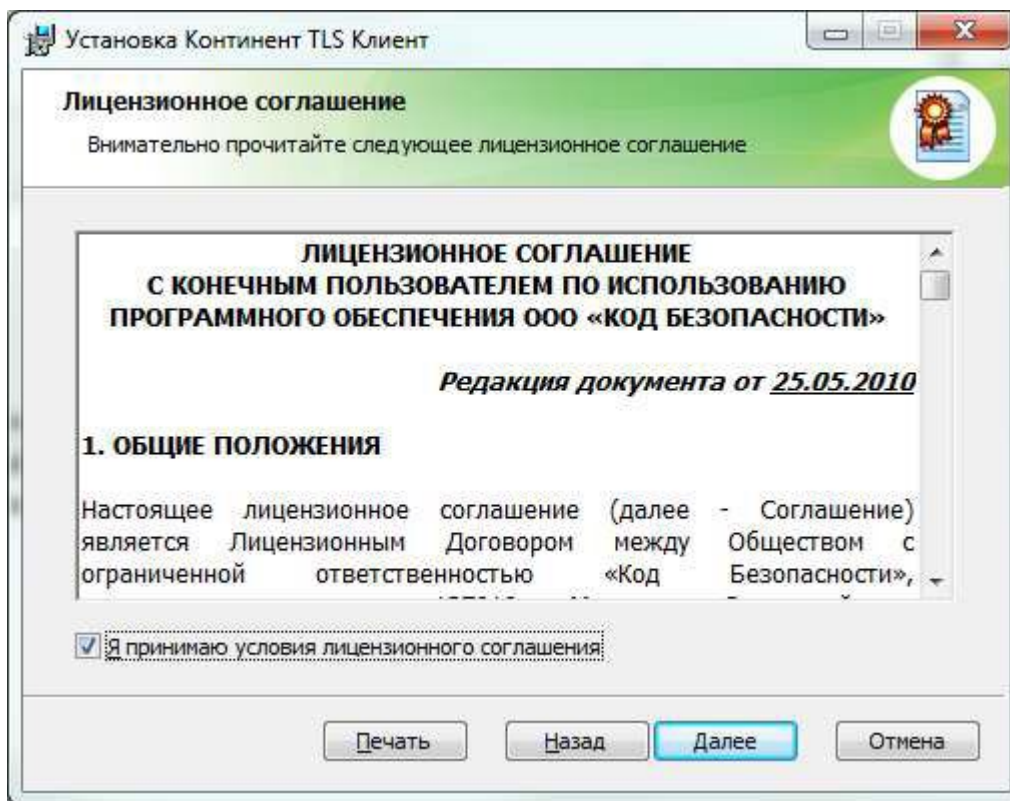 Установка Континент TLS Клиент
Лицензионное соглашение
Внимательно прочитайте следующее лицензионное соглашение
ЛИЦЕНЗИОННОЕ СОГЛАШЕНИЕ
С КОНЕЧНЫМ ПОЛЬЗОВАТЕЛЕМ ПО ИСПОЛЬЗОВАНИЮ
ПРОГРАММНОГО ОБЕСПЕЧЕНИЯ ООО «КОД БЕЗОПАСНОСТИ»
Редакция документа от 25.05.2010
1. ОБЩИЕ ПОЛОЖЕНИЯ
Настоящее лицензионное соглашение (далее - Соглашение)
является Лицензионным Договором между Обществом с
ограниченной ответственностью «Код Безопасности»,
Я принимаю условия лицензионного соглашения
Печать
Назад
Далее
Отмена